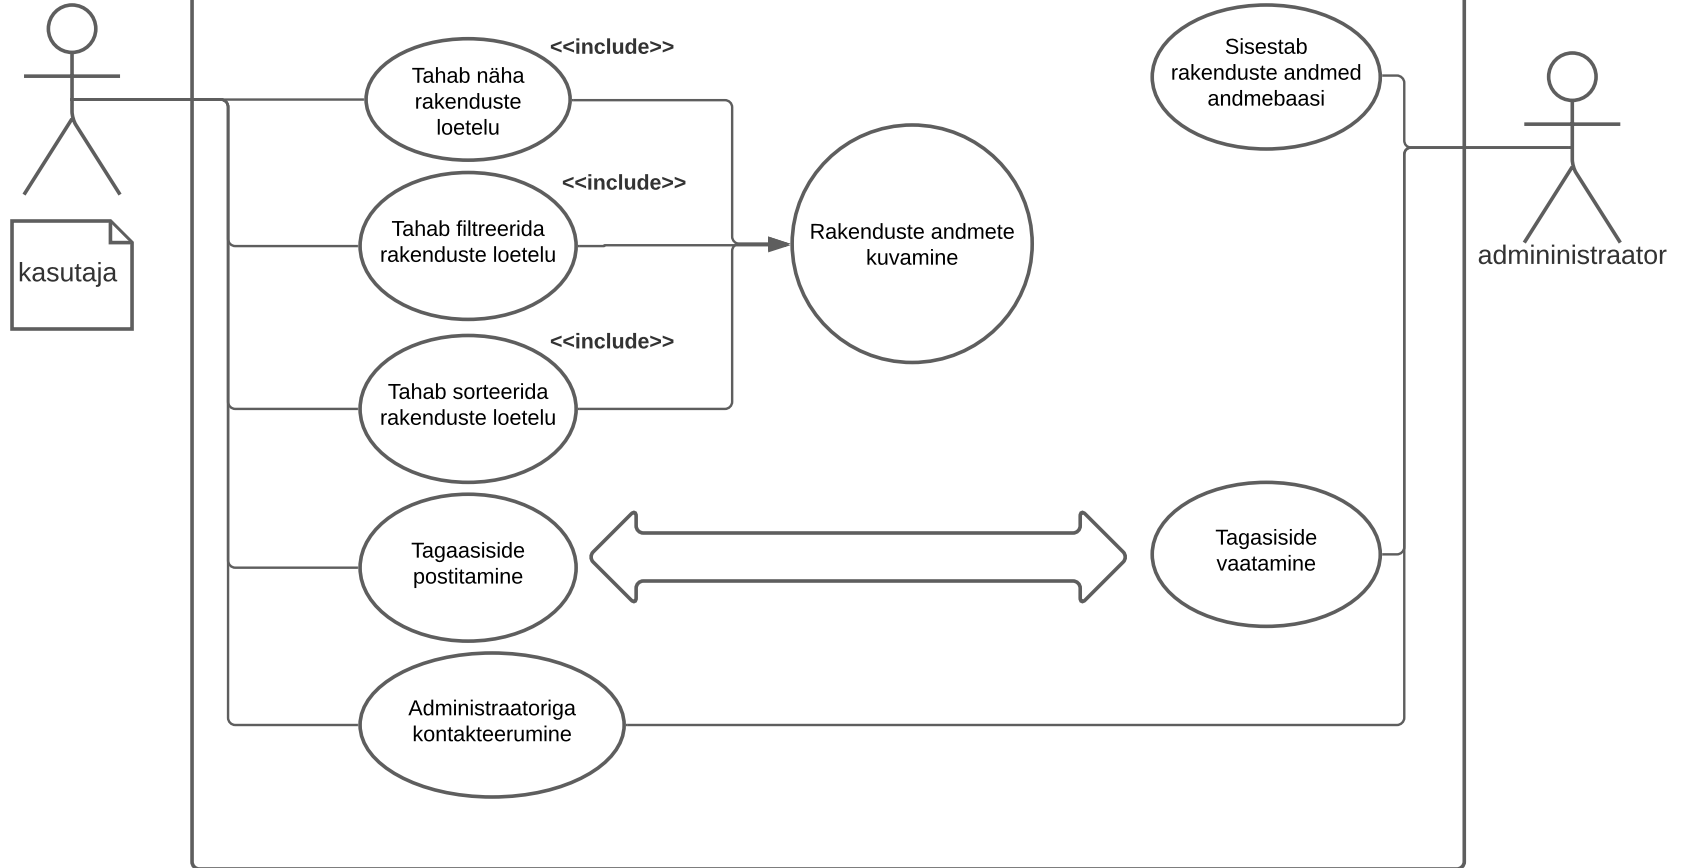 <<include>>
Tahab näha
rakenduste
loetelu
<<include>>
Tahab filtreerida
rakenduste loetelu
<<include>>
Tahab sorteerida
rakenduste loetelu
Tagaasiside
postitamine
Administraatoriga
kontakteerumine
kasutaja
Rakenduste andmete
kuvamine
Sisestab
rakenduste andmed
andmebaasi
Tagasiside
vaatamine
admininistraator